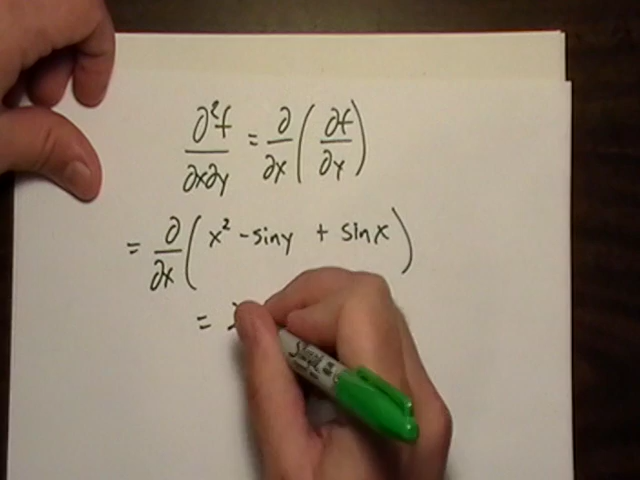 ∂²f/∂x∂y = ∂/∂x (∂f/∂y)
= ∂/∂x (x² - siny + sinx)
=
Sharpie